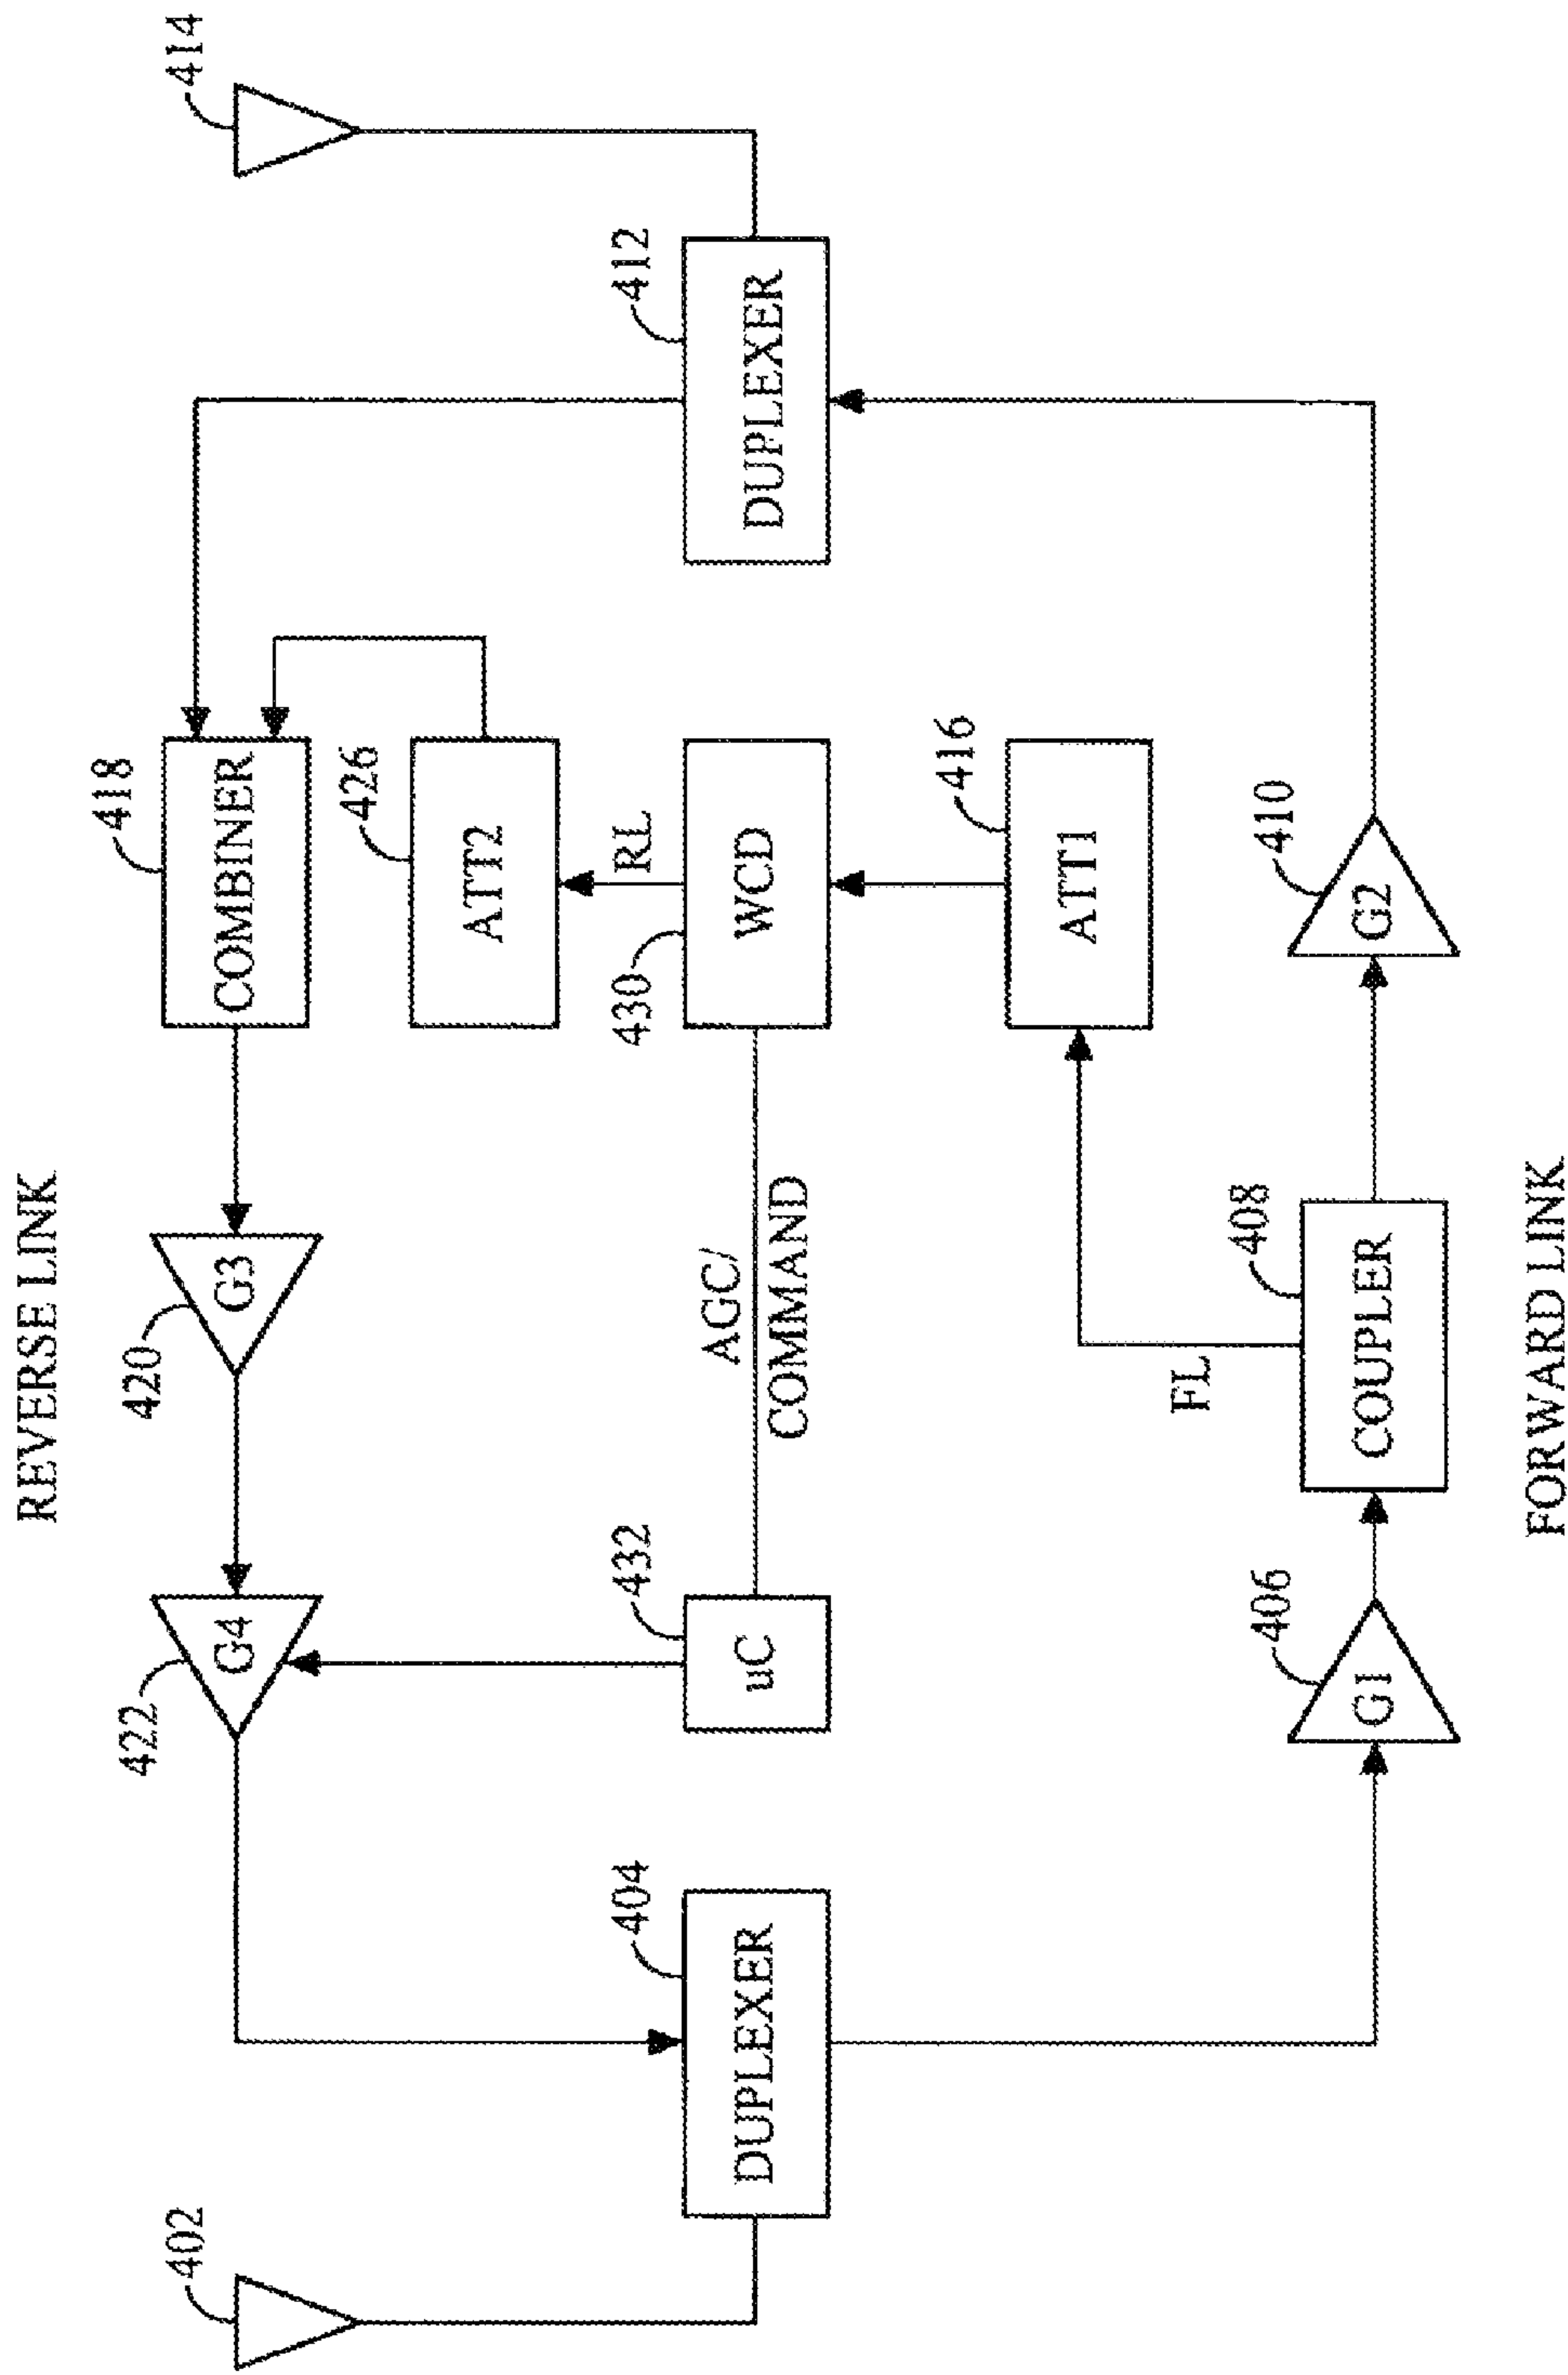 REVERSE LINK
402
404
DUPLEXER
422
G4
420
G3
418
COMBINER
414
426
ATT2
RL
432
uC
AGC/
COMMAND
430
WCD
412
DUPLEXER
416
ATT1
FL
406
G1
408
COUPLER
410
G2
FORWARD LINK